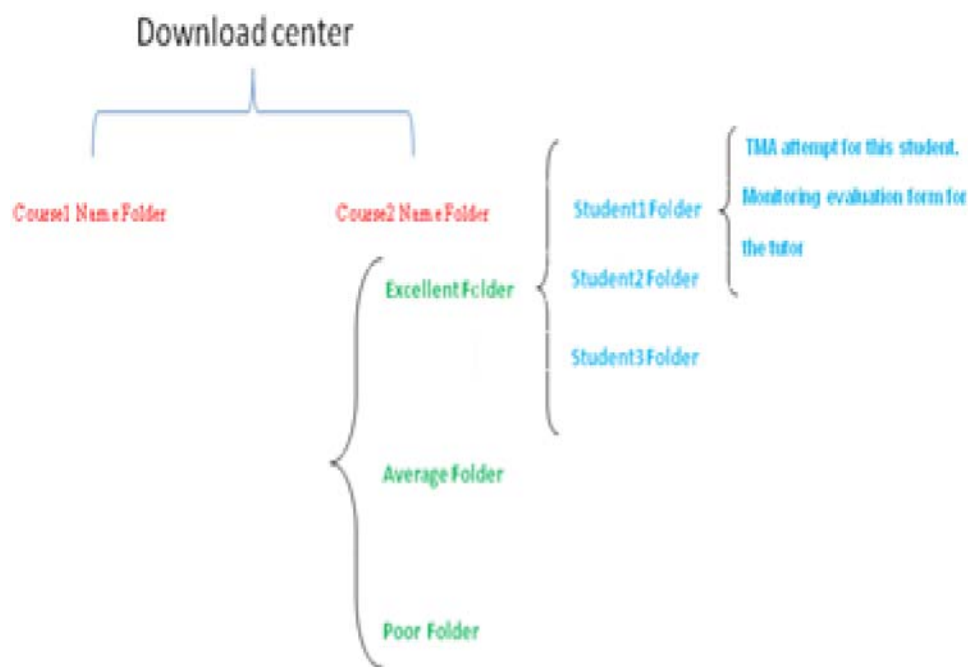 Download center
Course1 Name Folder
Course2 Name Folder
Excellent Folder
Average Folder
Poor Folder
Student1 Folder
Student2 Folder
Student3 Folder
TMA attempt for this student.
Monitoring evaluation form for
the tutor